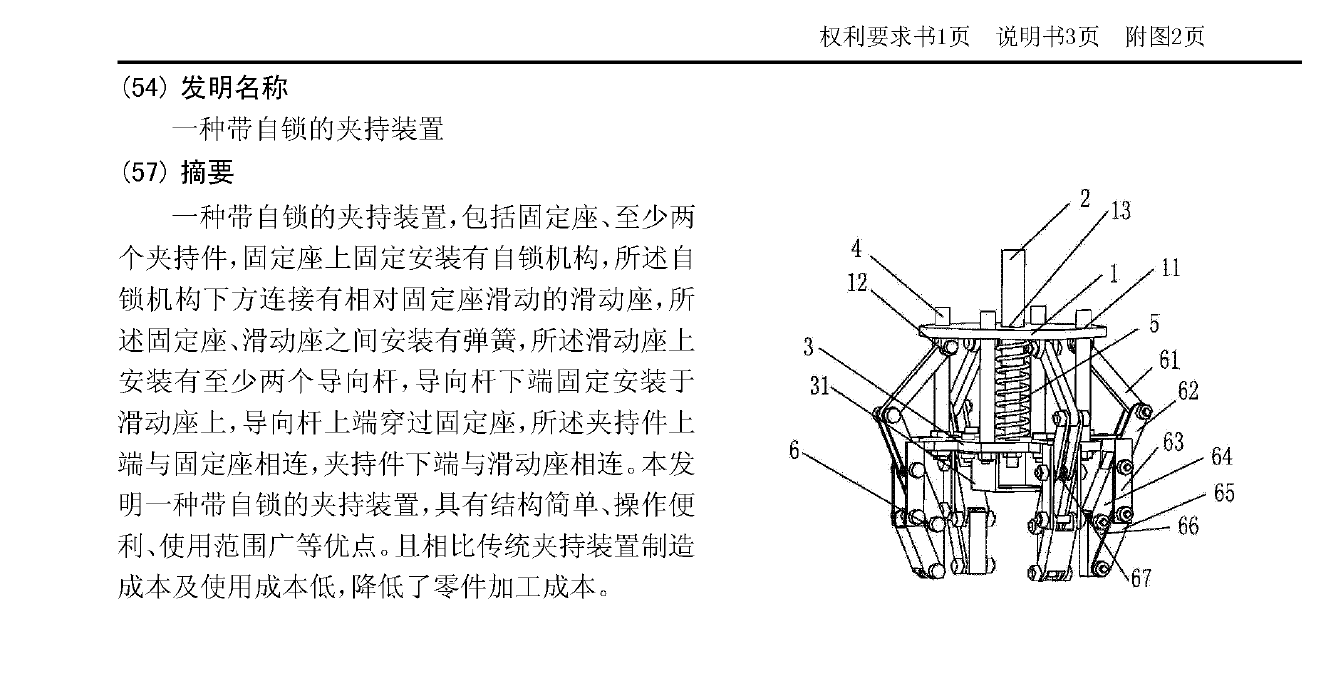 权利要求书1页 说明书3页 附图2页
(54) 发明名称
一种带自锁的夹持装置
(57) 摘要
一种带自锁的夹持装置,包括固定座、至少两
个夹持件,固定座上固定安装有自锁机构,所述自
锁机构下方连接有相对固定座滑动的滑动座,所
述固定座、滑动座之间安装有弹簧,所述滑动座上
安装有至少两个导向杆,导向杆下端固定安装于
滑动座上,导向杆上端穿过固定座,所述夹持件上
端与固定座相连,夹持件下端与滑动座相连。本发
明一种带自锁的夹持装置,具有结构简单、操作便
利、使用范围广等优点。且相比传统夹持装置制造
成本及使用成本低,降低了零件加工成本。
2
13
4
12
1
11
5
3
31
61
62
6
63
64
65
66
67